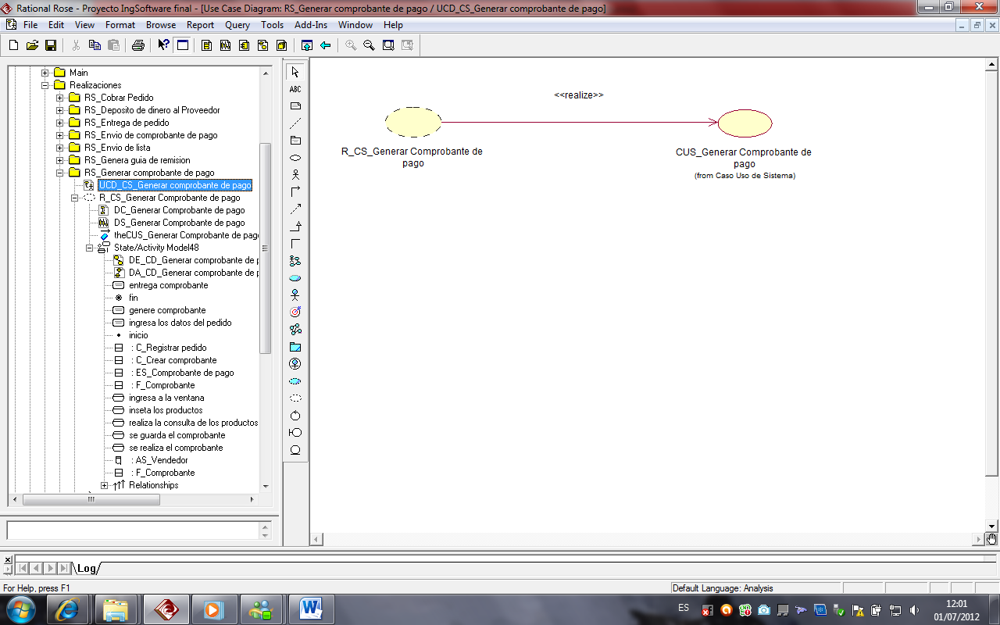 Rational Rose - Proyecto IngSoftware final - [Use Case Diagram: RS_Generar comprobante de pago / UCD_CS_Generar comprobante de pago]
File Edit View Format Browse Report Query Tools Add-Ins Window Help
Main
Realizaciones
RS_Cobrar Pedido
RS_Deposito de dinero al Proveedor
RS_Entrega de pedido
RS_Envio de comprobante de pago
RS_Envio de lista
RS_Genera guia de remision
RS_Generar comprobante de pago
UCD_CS_Generar comprobante de pago
R_CS_Generar Comprobante de pago
DC_Generar Comprobante de pago
DS_Generar Comprobante de pago
theCUS_Generar Comprobante de pago
State/Activity Model48
DE_CD_Generar comprobante de p
DA_CD_Generar comprobante de p
entrega comprobante
fin
genere comprobante
ingresa los datos del pedido
inicio
: C_Registrar pedido
: C_Crear comprobante
: ES_Comprobante de pago
: F_Comprobante
ingresa a la ventana
inseta los productos
realiza la consulta de los productos
se guarda el comprobante
se realiza el comprobante
: AS_Vendedor
: F_Comprobante
Relationships
ABC
<<realize>>
R_CS_Generar Comprobante de
pago
CUS_Generar Comprobante de
pago
(from Caso Uso de Sistema)
Log
For Help, press F1
Default Language: Analysis
ES
12:01
01/07/2012